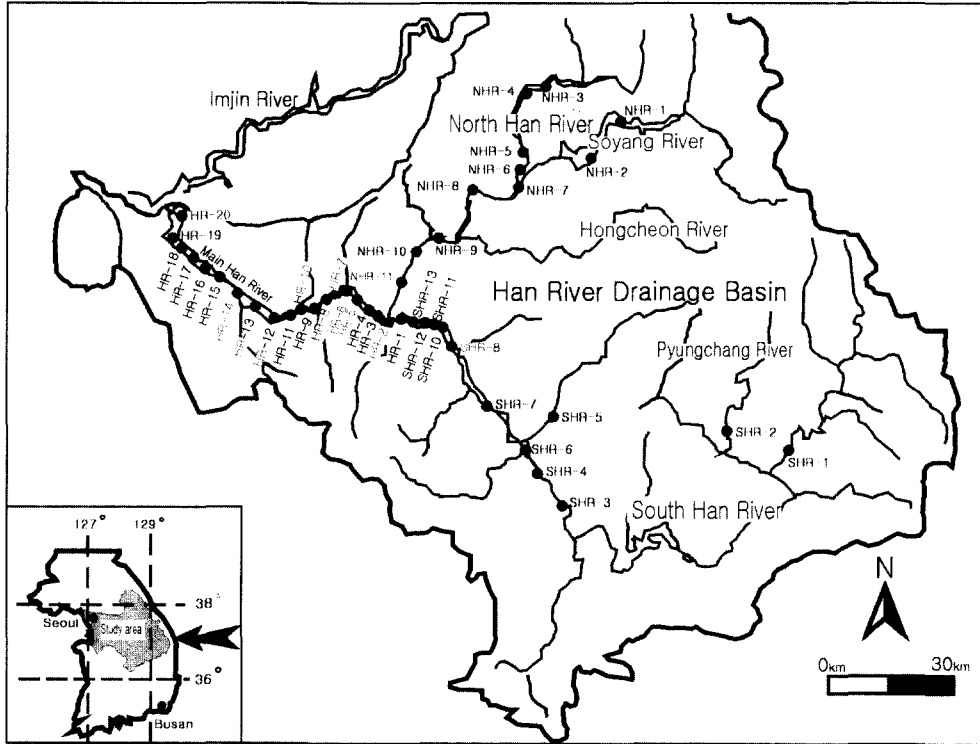 Imjin River
NHR-4
NHR-3
NHR-1
North Han River
Soyang River
NHR-5
NHR-6
NHR-2
NHR-8
NHR-7
HR-20
HR-19
Main Han River
Hongcheon River
NHR-10
NHR-9
HR-18
HR-17
HR-16
HR-15
NHR-11
SHR-13
SHR-11
Han River Drainage Basin
HR-13
HR-12
HR-11
HR-9
HR-4
HR-3
HR-1
SHR-12
SHR-10
SHR-8
Pyungchang River
SHR-7
SHR-5
SHR-2
SHR-6
SHR-1
SHR-4
SHR-3
South Han River
127°
129°
38°
Seoul
Study area
36°
Busan
N
0km
30km